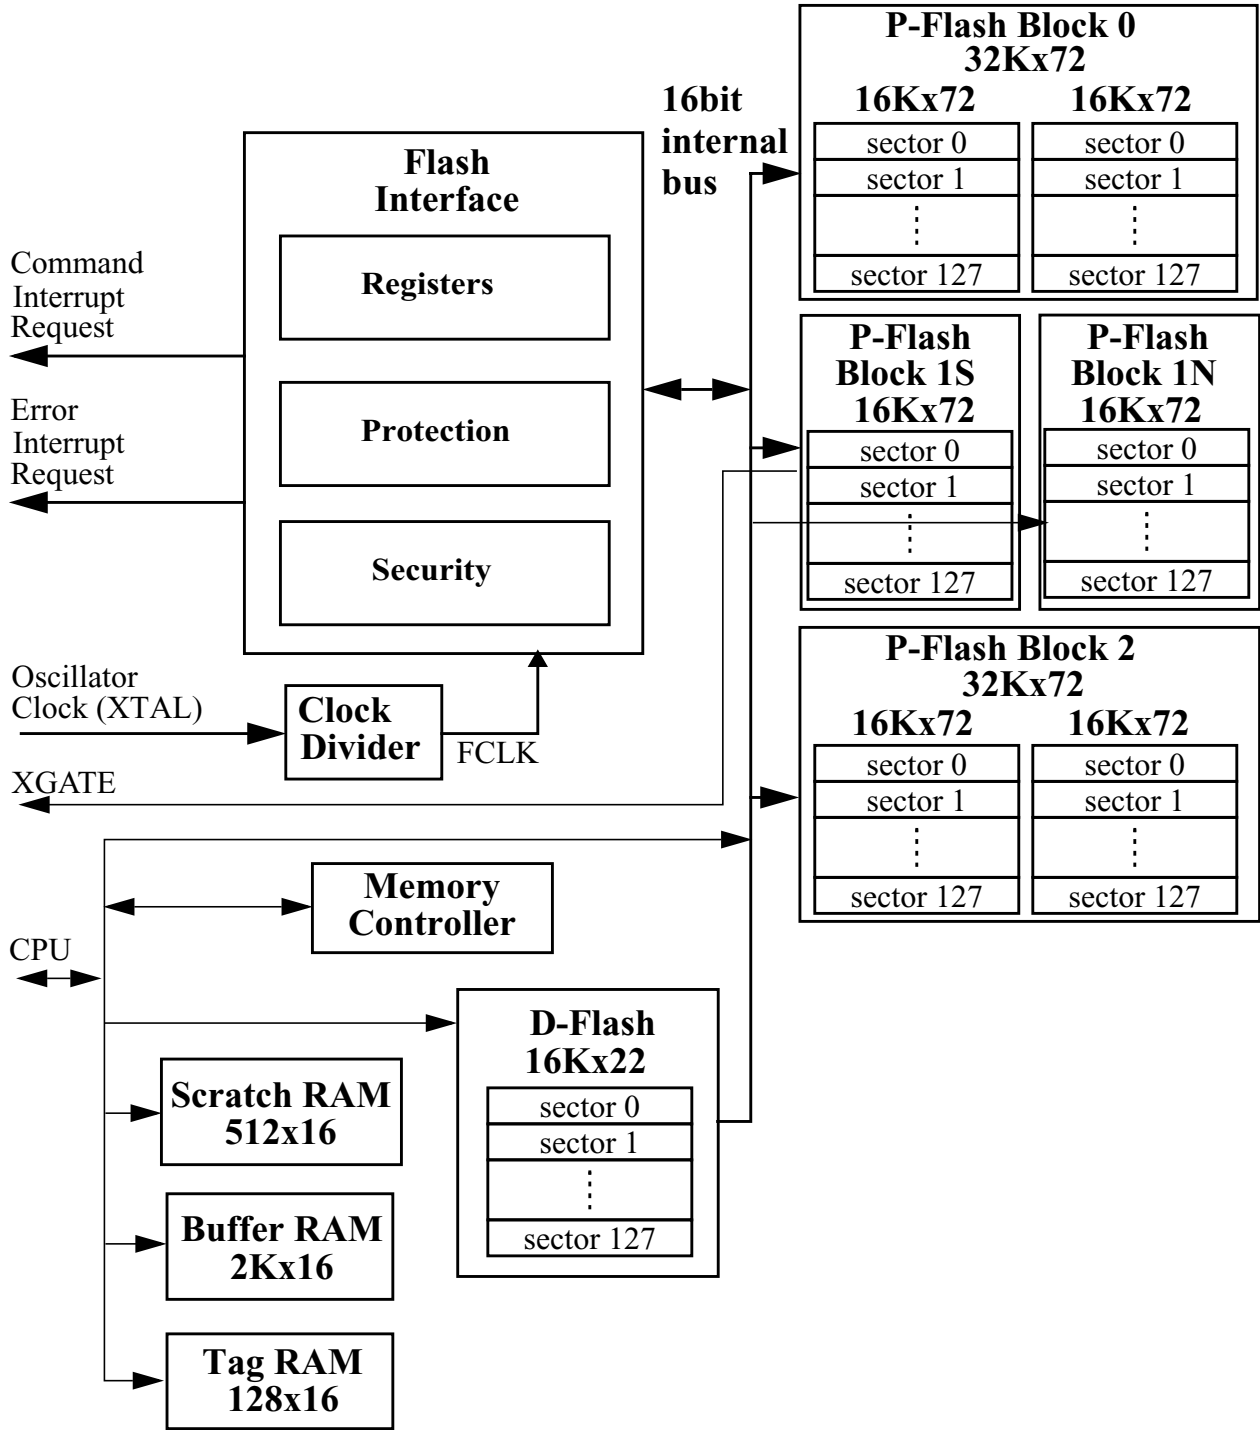 P-Flash Block 0
32Kx72
16Kx72 16Kx72
sector 0 sector 0
sector 1 sector 1
sector 127 sector 127
16bit
internal
bus
Flash
Interface
Registers
Protection
Security
Command
Interrupt
Request
Error
Interrupt
Request
P-Flash
Block 1S
16Kx72
sector 0
sector 1
sector 127
P-Flash
Block 1N
16Kx72
sector 0
sector 1
sector 127
Oscillator
Clock (XTAL)
Clock
Divider
FCLK
XGATE
P-Flash Block 2
32Kx72
16Kx72 16Kx72
sector 0 sector 0
sector 1 sector 1
sector 127 sector 127
Memory
Controller
CPU
D-Flash
16Kx22
sector 0
sector 1
sector 127
Scratch RAM
512x16
Buffer RAM
2Kx16
Tag RAM
128x16